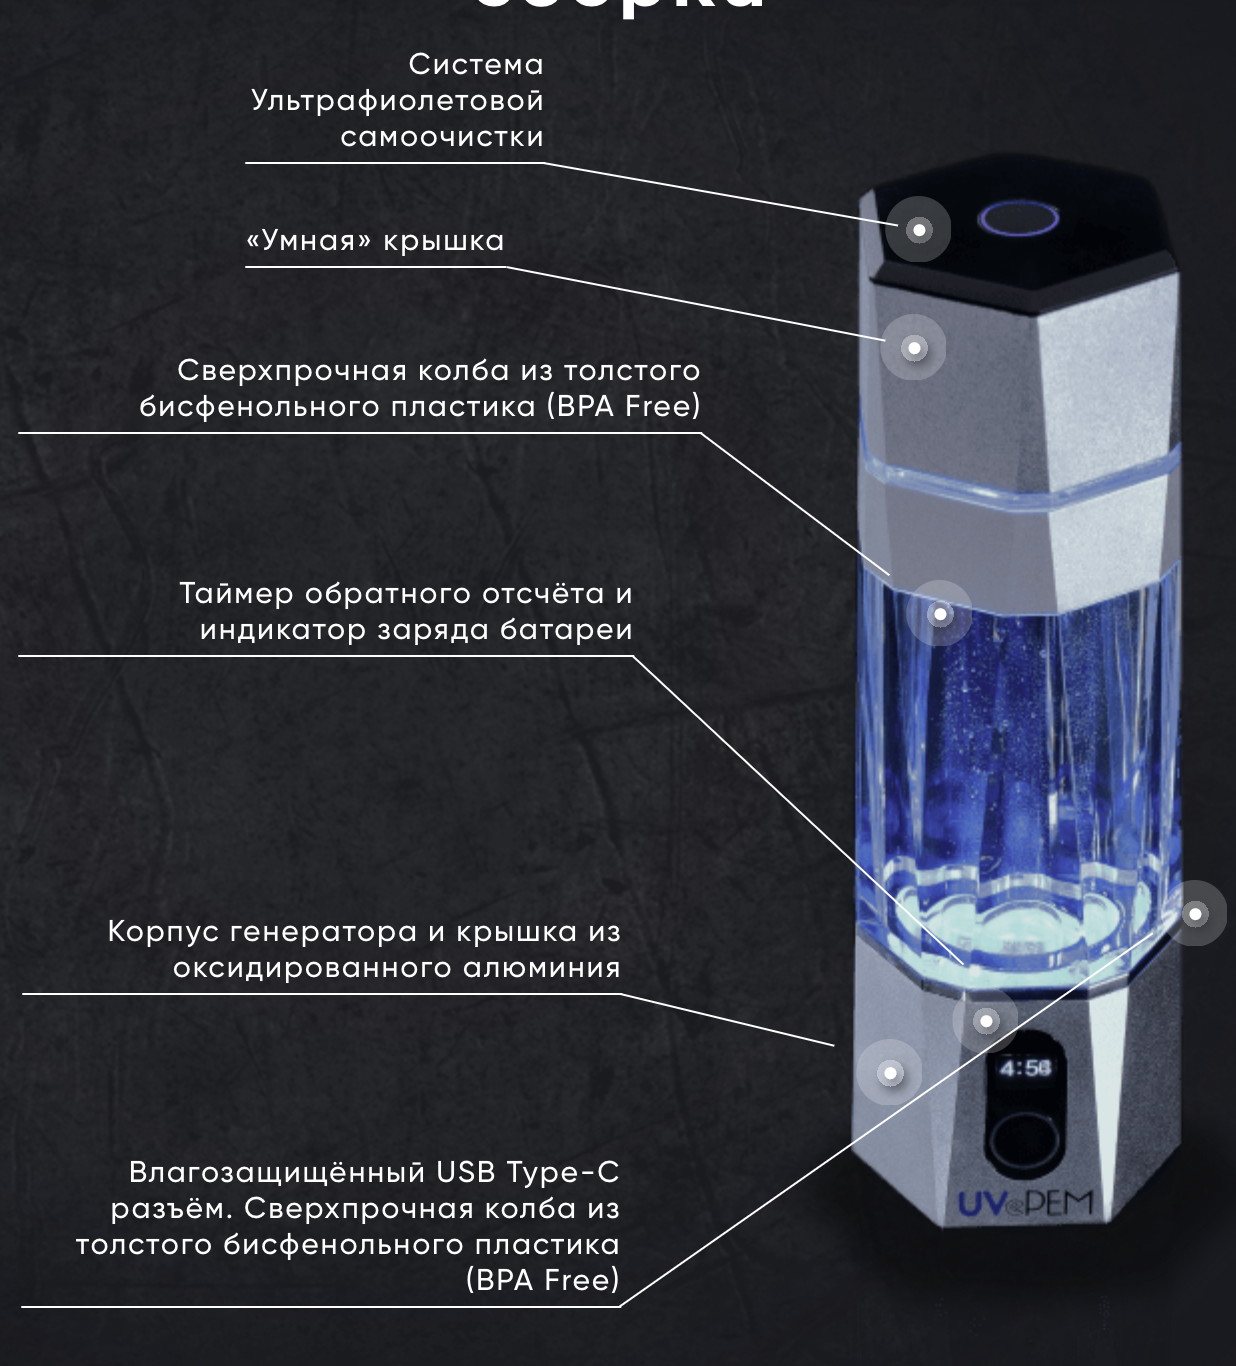 Система
Ультрафиолетовой
самоочистки
«Умная» крышка
Сверхпрочная колба из толстого
бисфенольного пластика (BPA Free)
Таймер обратного отсчёта и
индикатор заряда батареи
Корпус генератора и крышка из
оксидированного алюминия
4:56
Влагозащищённый USB Type-C
разъём. Сверхпрочная колба из
толстого бисфенольного пластика
(BPA Free)
UV@PEM